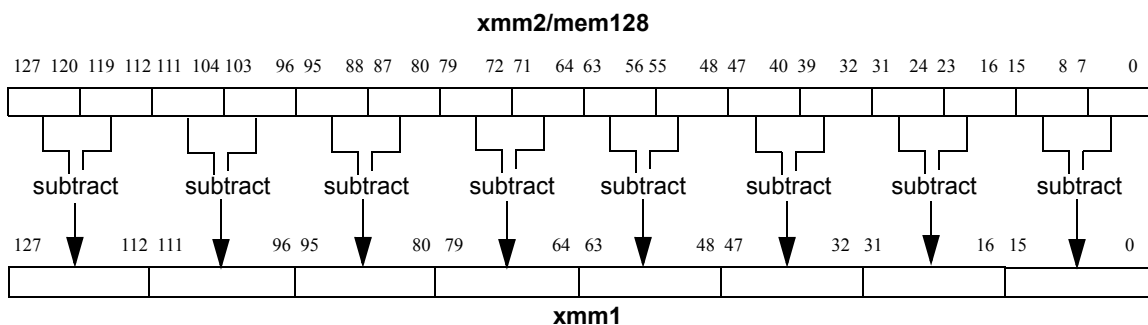 xmm2/mem128
127 120 119 112 111 104 103 96 95 88 87 80 79 72 71 64 63 56 55 48 47 40 39 32 31 24 23 16 15 8 7 0
subtract subtract subtract subtract subtract subtract subtract subtract
127 112 111 96 95 80 79 64 63 48 47 32 31 16 15 0
xmm1